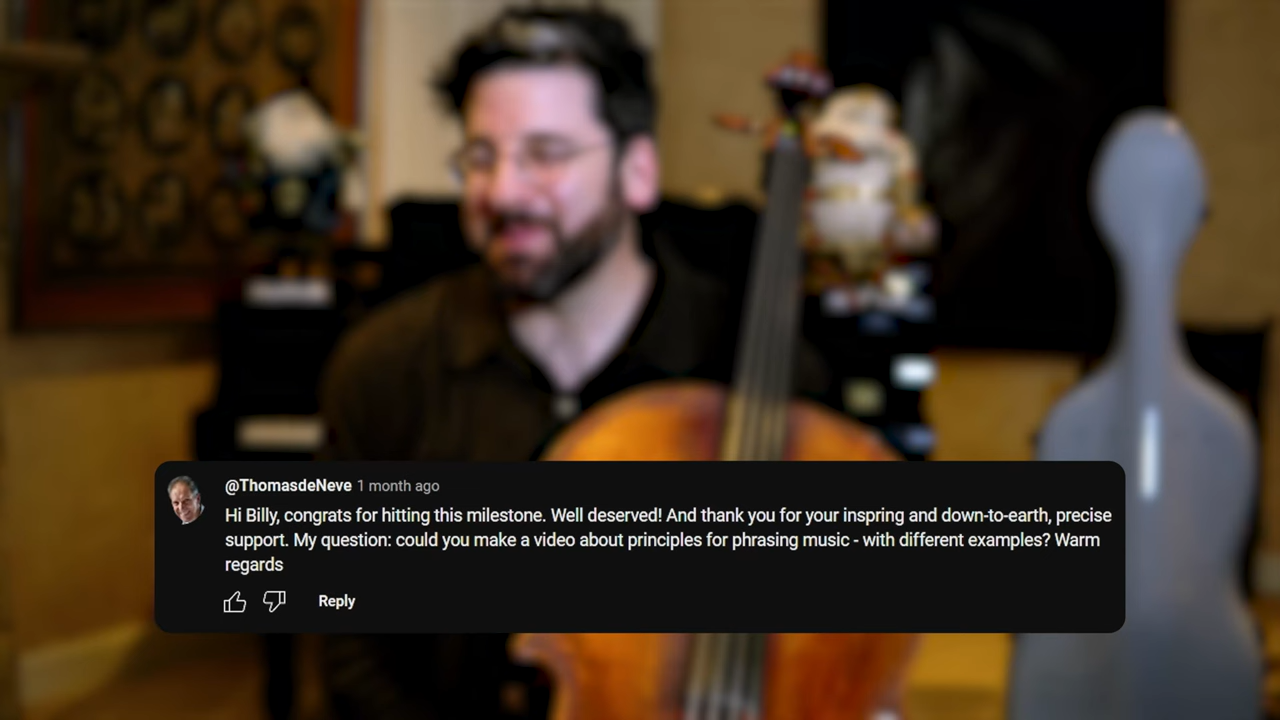 @ThomasdeNeve 1 month ago
Hi Billy, congrats for hitting this milestone. Well deserved! And thank you for your inspring and down-to-earth, precise
support. My question: could you make a video about principles for phrasing music - with different examples? Warm
regards
Reply